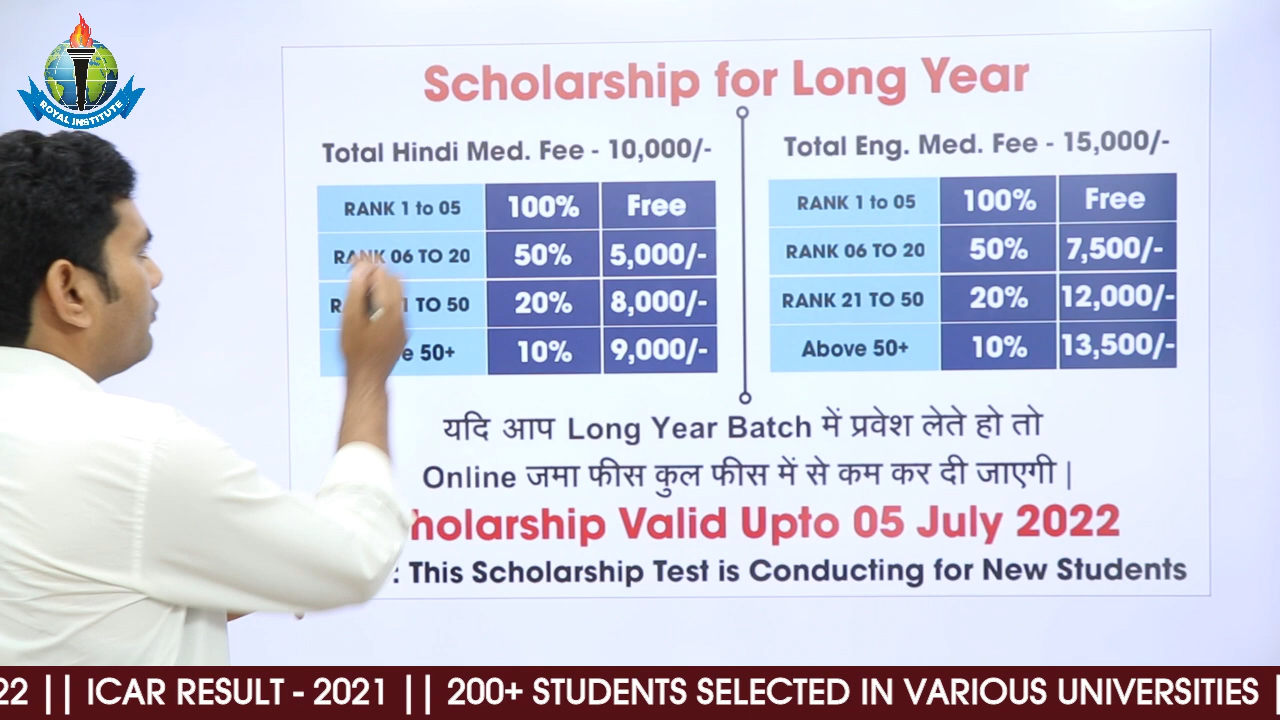 ROYAL INSTITUTE
Scholarship for Long Year
Total Hindi Med. Fee - 10,000/-
RANK 1 to 05 100% Free
RANK 06 TO 20 50% 5,000/-
TO 50 20% 8,000/-
50+ 10% 9,000/-
Total Eng. Med. Fee - 15,000/-
RANK 1 to 05 100% Free
RANK 06 TO 20 50% 7,500/-
RANK 21 TO 50 20% 12,000/-
Above 50+ 10% 13,500/-
यदि आप Long Year Batch में प्रवेश लेते हो तो
Online जमा फीस कुल फीस में से कम कर दी जाएगी |
Valid Upto 05 July 2022
: This Scholarship Test is Conducting for New Students
22 || ICAR RESULT - 2021 || 200+ STUDENTS SELECTED IN VARIOUS UNIVERSITIES |